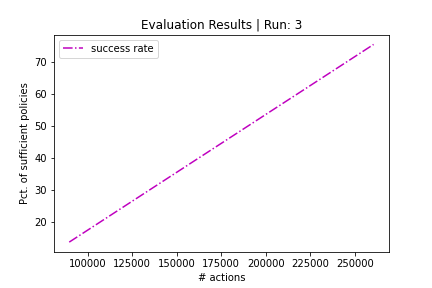 Evaluation Results | Run: 3
success rate
Pct. of sufficient policies
70
60
50
40
30
20
100000 125000 150000 175000 200000 225000 250000
# actions